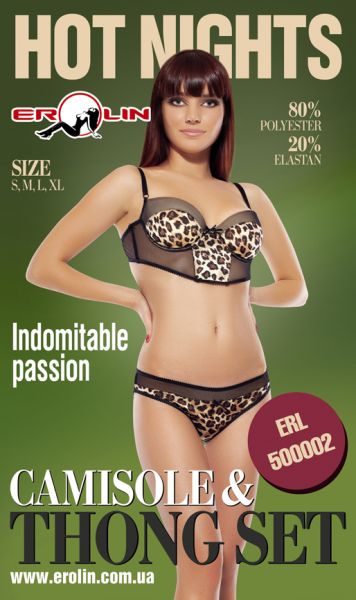 HOT NIGHTS
EROLIN
80%
POLYESTER
20%
ELASTAN
SIZE
S, M, L, XL
Indomitable
passion
ERL
500002
CAMISOLE &
THONG SET
www.erolin.com.ua